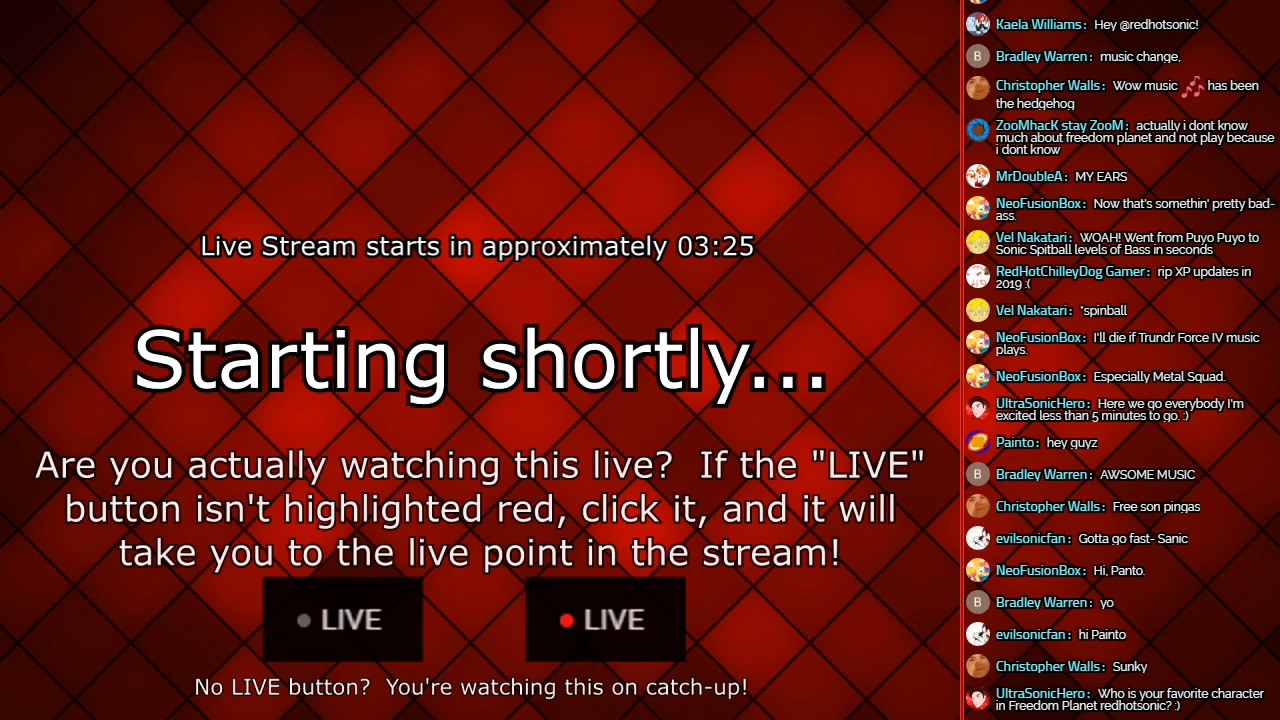 Live Stream starts in approximately 03:25
Starting shortly...
Are you actually watching this live?  If the "LIVE"
button isn't highlighted red, click it, and it will
take you to the live point in the stream!
LIVE
LIVE
No LIVE button?  You're watching this on catch-up!
Kaela Williams: Hey @redhotsonic!
B
Bradley Warren: music change,
Christopher Walls: Wow music 🎶 has been
the hedgehog
ZooMhacK stay ZooM: actually i dont know
much about freedom planet and not play because
i dont know
MrDoubleA: MY EARS
NeoFusionBox: Now that's somethin' pretty bad-
ass.
Vel Nakatari: WOAH! Went from Puyo Puyo to
Sonic Spitball levels of Bass in seconds
RedHotChilleyDog Gamer: rip XP updates in
2019 :(
Vel Nakatari: *spinball
NeoFusionBox: I'll die if Trundr Force IV music
plays.
NeoFusionBox: Especially Metal Squad.
UltraSonicHero: Here we go everybody I'm
excited less than 5 minutes to go. :)
Painto: hey guyz
B
Bradley Warren: AWSOME MUSIC
Christopher Walls: Free son pingas
evilsonicfan: Gotta go fast- Sanic
NeoFusionBox: Hi, Panto.
B
Bradley Warren: yo
evilsonicfan: hi Painto
Christopher Walls: Sunky
UltraSonicHero: Who is your favorite character
in Freedom Planet redhotsonic? :)